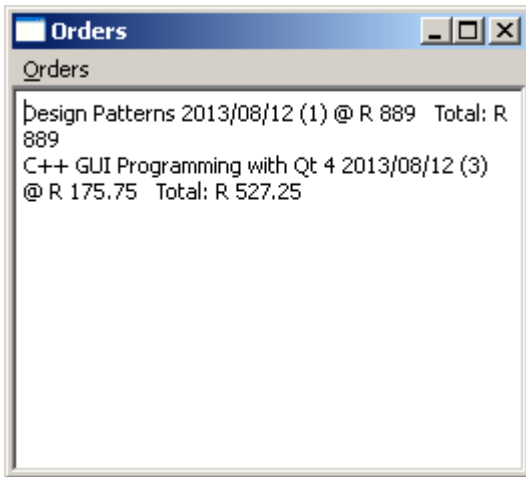 Orders
Orders
Design Patterns 2013/08/12 (1) @ R 889   Total: R
889
C++ GUI Programming with Qt 4 2013/08/12 (3)
@ R 175.75   Total: R 527.25